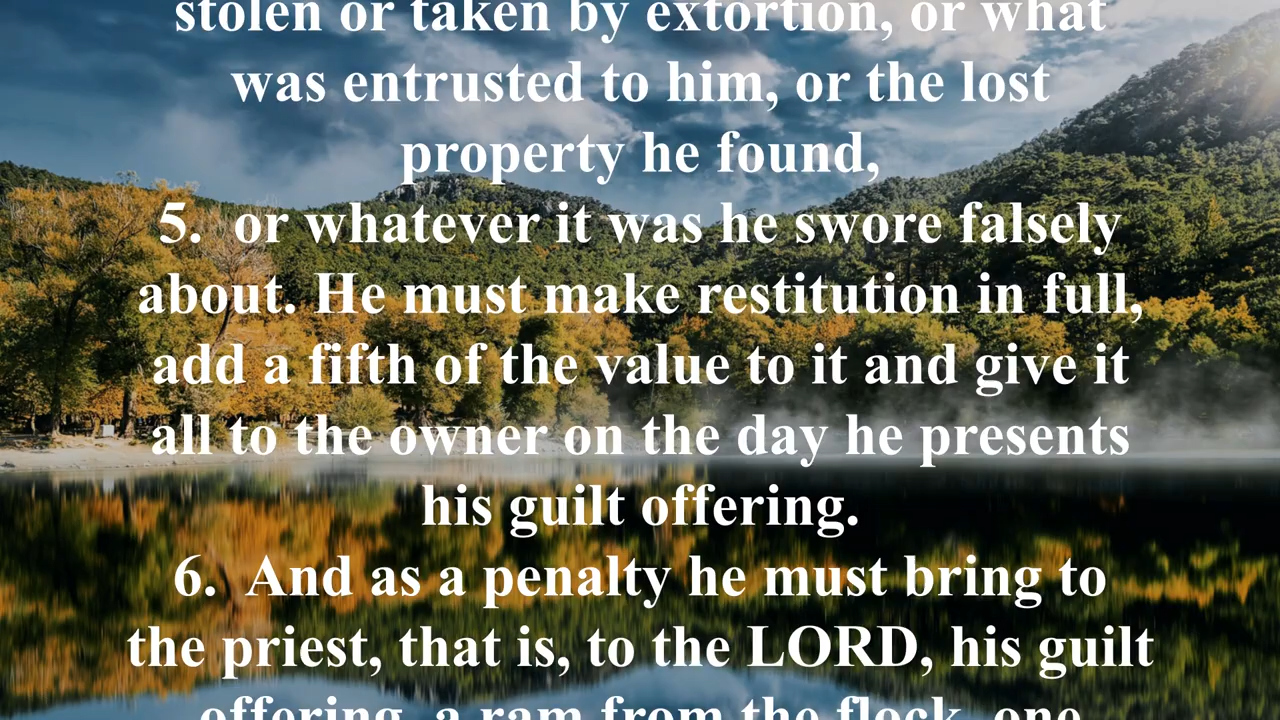 stolen or taken by extortion, or what
was entrusted to him, or the lost
property he found,
5.  or whatever it was he swore falsely
about. He must make restitution in full,
add a fifth of the value to it and give it
all to the owner on the day he presents
his guilt offering.
6.  And as a penalty he must bring to
the priest, that is, to the LORD, his guilt
offering, a ram from the flock, one